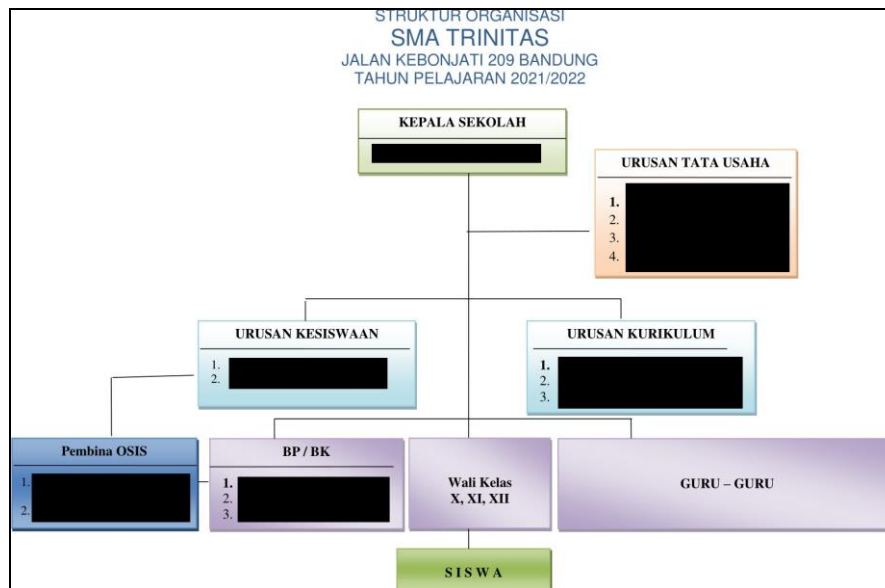 STRUKTUR ORGANISASI
SMA TRINITAS
JALAN KEBONJATI 209 BANDUNG
TAHUN PELAJARAN 2021/2022
KEPALA SEKOLAH
URUSAN TATA USAHA
1.
2.
3.
4.
URUSAN KESISWAAN
1.
2.
URUSAN KURIKULUM
1.
2.
3.
Pembina OSIS
1.
2.
BP / BK
1.
2.
3.
Wali Kelas
X, XI, XII
GURU – GURU
S I S W A